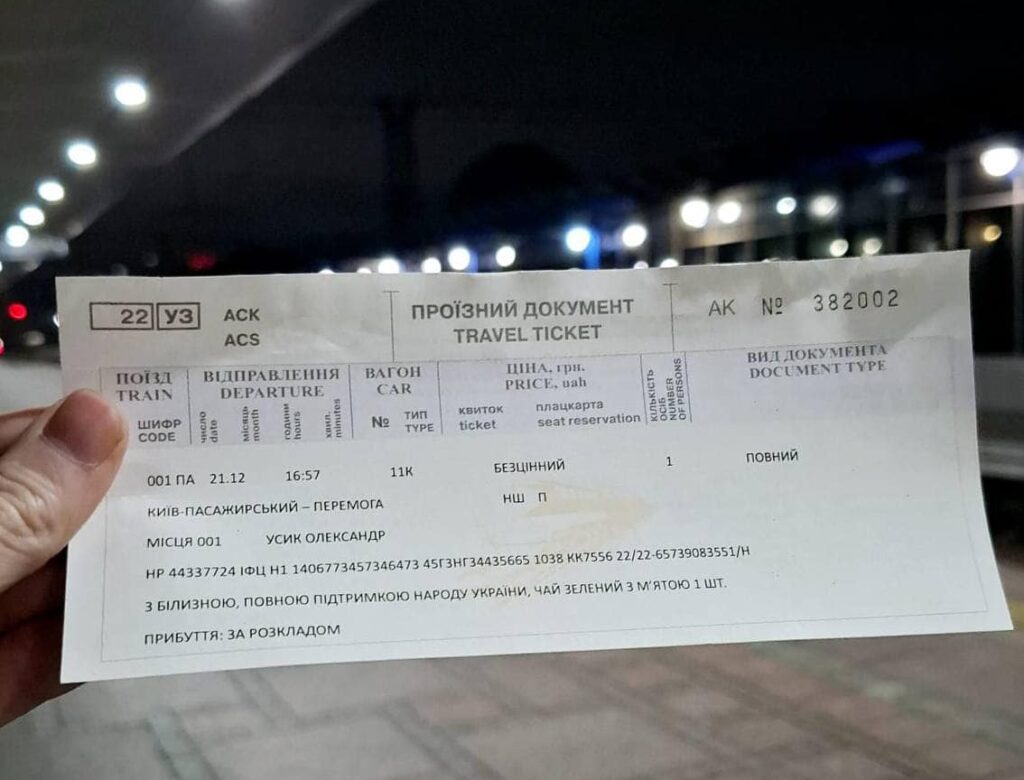 22 УЗ АСК ПРОЇЗНИЙ ДОКУМЕНТ АК № 382002
ACS TRAVEL TICKET
ПОЇЗД ВІДПРАВЛЕННЯ ВАГОН ЦІНА, грн. КІЛЬКІСТЬ ОСІБ ВИД ДОКУМЕНТА
TRAIN DEPARTURE CAR PRICE, uah NUMBER OF PERSONS DOCUMENT TYPE
ШИФР число місяць години хвил. № ТИП квиток плацкарта
CODE date month hours minutes TYPE ticket seat reservation
001 ПА 21.12 16:57 11К БЕЗЦІННИЙ 1 ПОВНИЙ
КИЇВ-ПАСАЖИРСЬКИЙ – ПЕРЕМОГА НШ П
МІСЦЯ 001 УСИК ОЛЕКСАНДР
НР 44337724 ІФЦ Н1 1406773457346473 45ГЗНГ34435665 1038 КК7556 22/22-65739083551/Н
З БІЛИЗНОЮ, ПОВНОЮ ПІДТРИМКОЮ НАРОДУ УКРАЇНИ, ЧАЙ ЗЕЛЕНИЙ З М'ЯТОЮ 1 ШТ.
ПРИБУТТЯ: ЗА РОЗКЛАДОМ